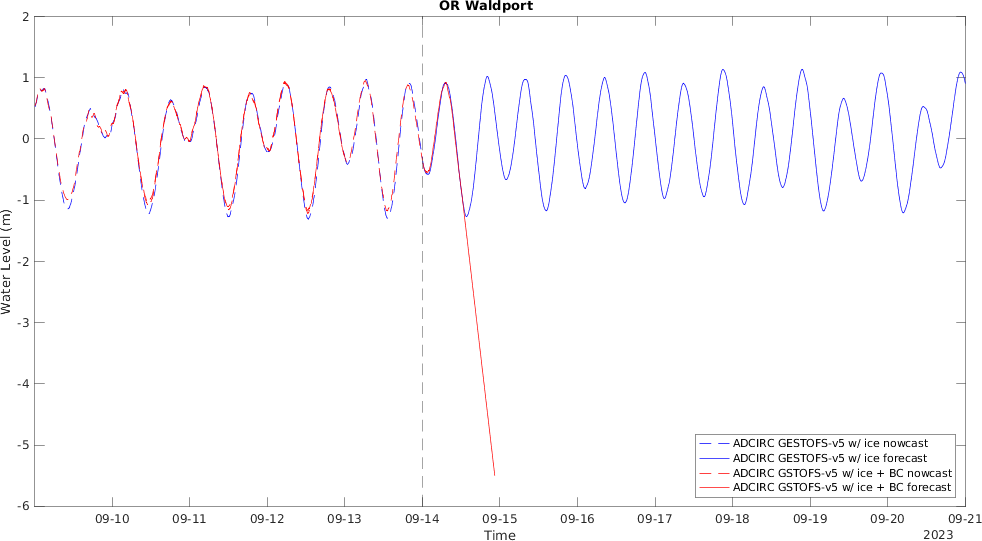 OR Waldport
2
1
0
-1
-2
-3
-4
-5
-6
Water Level (m)
ADCIRC GESTOFS-v5 w/ ice nowcast
ADCIRC GESTOFS-v5 w/ ice forecast
ADCIRC GSTOFS-v5 w/ ice + BC nowcast
ADCIRC GSTOFS-v5 w/ ice + BC forecast
09-10 09-11 09-12 09-13 09-14 09-15 09-16 09-17 09-18 09-19 09-20 09-21
Time
2023